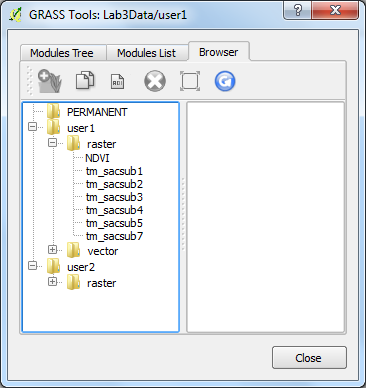 GRASS Tools: Lab3Data/user1
?
Modules Tree Modules List Browser
PERMANENT
user1
raster
NDVI
tm_sacsub1
tm_sacsub2
tm_sacsub3
tm_sacsub4
tm_sacsub5
tm_sacsub7
vector
user2
raster
Close